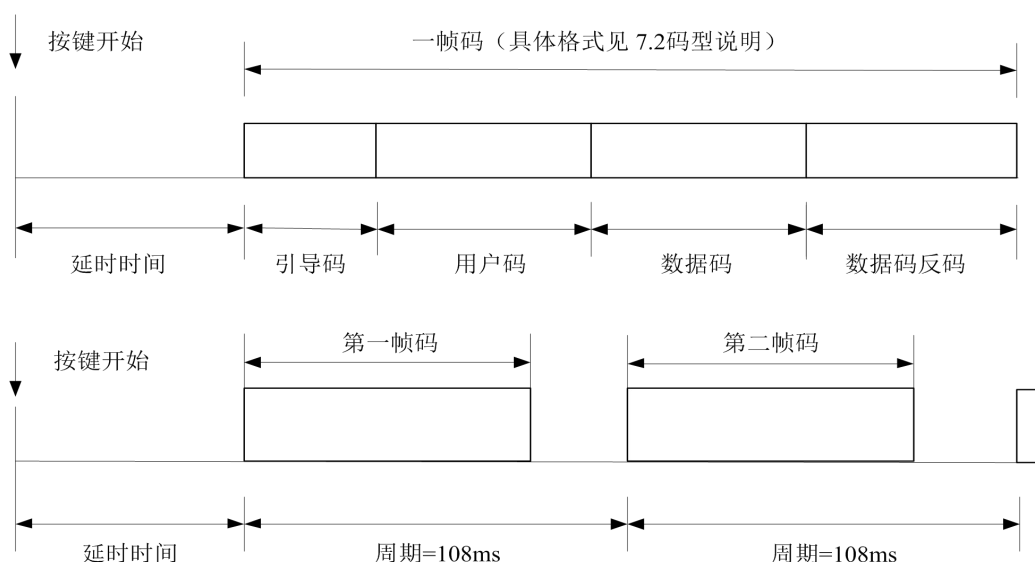 按键开始
一帧码（具体格式见 7.2码型说明）
延时时间
引导码
用户码
数据码
数据码反码
按键开始
第一帧码
第二帧码
延时时间
周期=108ms
周期=108ms